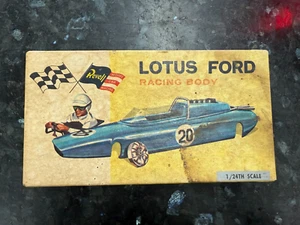 Revell
LOTUS FORD
RACING BODY
20
1/24TH SCALE